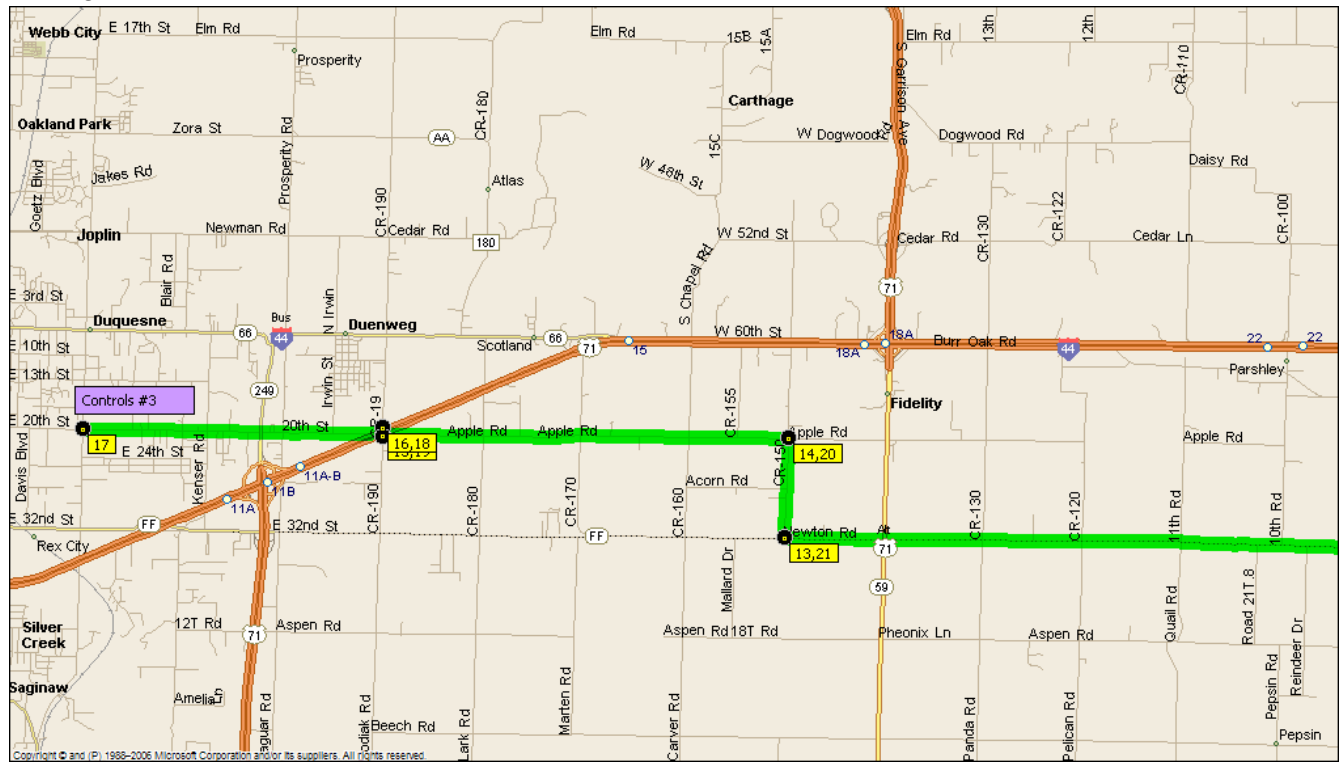 Webb City
E 17th St
Elm Rd
Elm Rd
15B
15A
Elm Rd
13th
12th
Prosperity
S Garrison Ave
CR-110
CR-180
Carthage
Oakland Park
Zora St
AA
Prosperity Rd
15C
W Dogwood Rd
Dogwood Rd
Goetz Blvd
Jakes Rd
W 46th St
Daisy Rd
Atlas
CR-190
CR-130
CR-122
CR-100
Joplin
Newman Rd
Cedar Rd
180
W 52nd St
Cedar Rd
Cedar Ln
Blair Rd
S Chapel Rd
E 3rd St
N Irwin
71
Duquesne
66
Bus
44
Duenweg
Scotland
66
71
15
W 60th St
18A
18A
Burr Oak Rd
44
22
22
E 10th St
Parshley
E 13th St
Irwin St
249
Controls #3
CR-155
Fidelity
E 20th St
17
20th St
16,18
Apple Rd
Apple Rd
Apple Rd
14,20
Apple Rd
E 24th St
CR-150
Davis Blvd
Kenser Rd
11A-B
11B
11A
Acorn Rd
CR-190
CR-180
CR-170
CR-160
CR-130
CR-120
11th Rd
10th Rd
E 32nd St
FF
E 32nd St
FF
Newton Rd
Alt
71
13,21
Rex City
Mallard Dr
59
Quail Rd
Road 21T.8
Reindeer Dr
Silver
Creek
12T Rd
71
Aspen Rd
Aspen Rd
18T Rd
Pheonix Ln
Aspen Rd
Saginaw
Amelia Ln
Jaguar Rd
Kodiak Rd
Beech Rd
Lark Rd
Marten Rd
Carver Rd
Panda Rd
Pelican Rd
Pepsin Rd
Pepsin
Copyright © and (P) 1988–2006 Microsoft Corporation and/or its suppliers. All rights reserved.